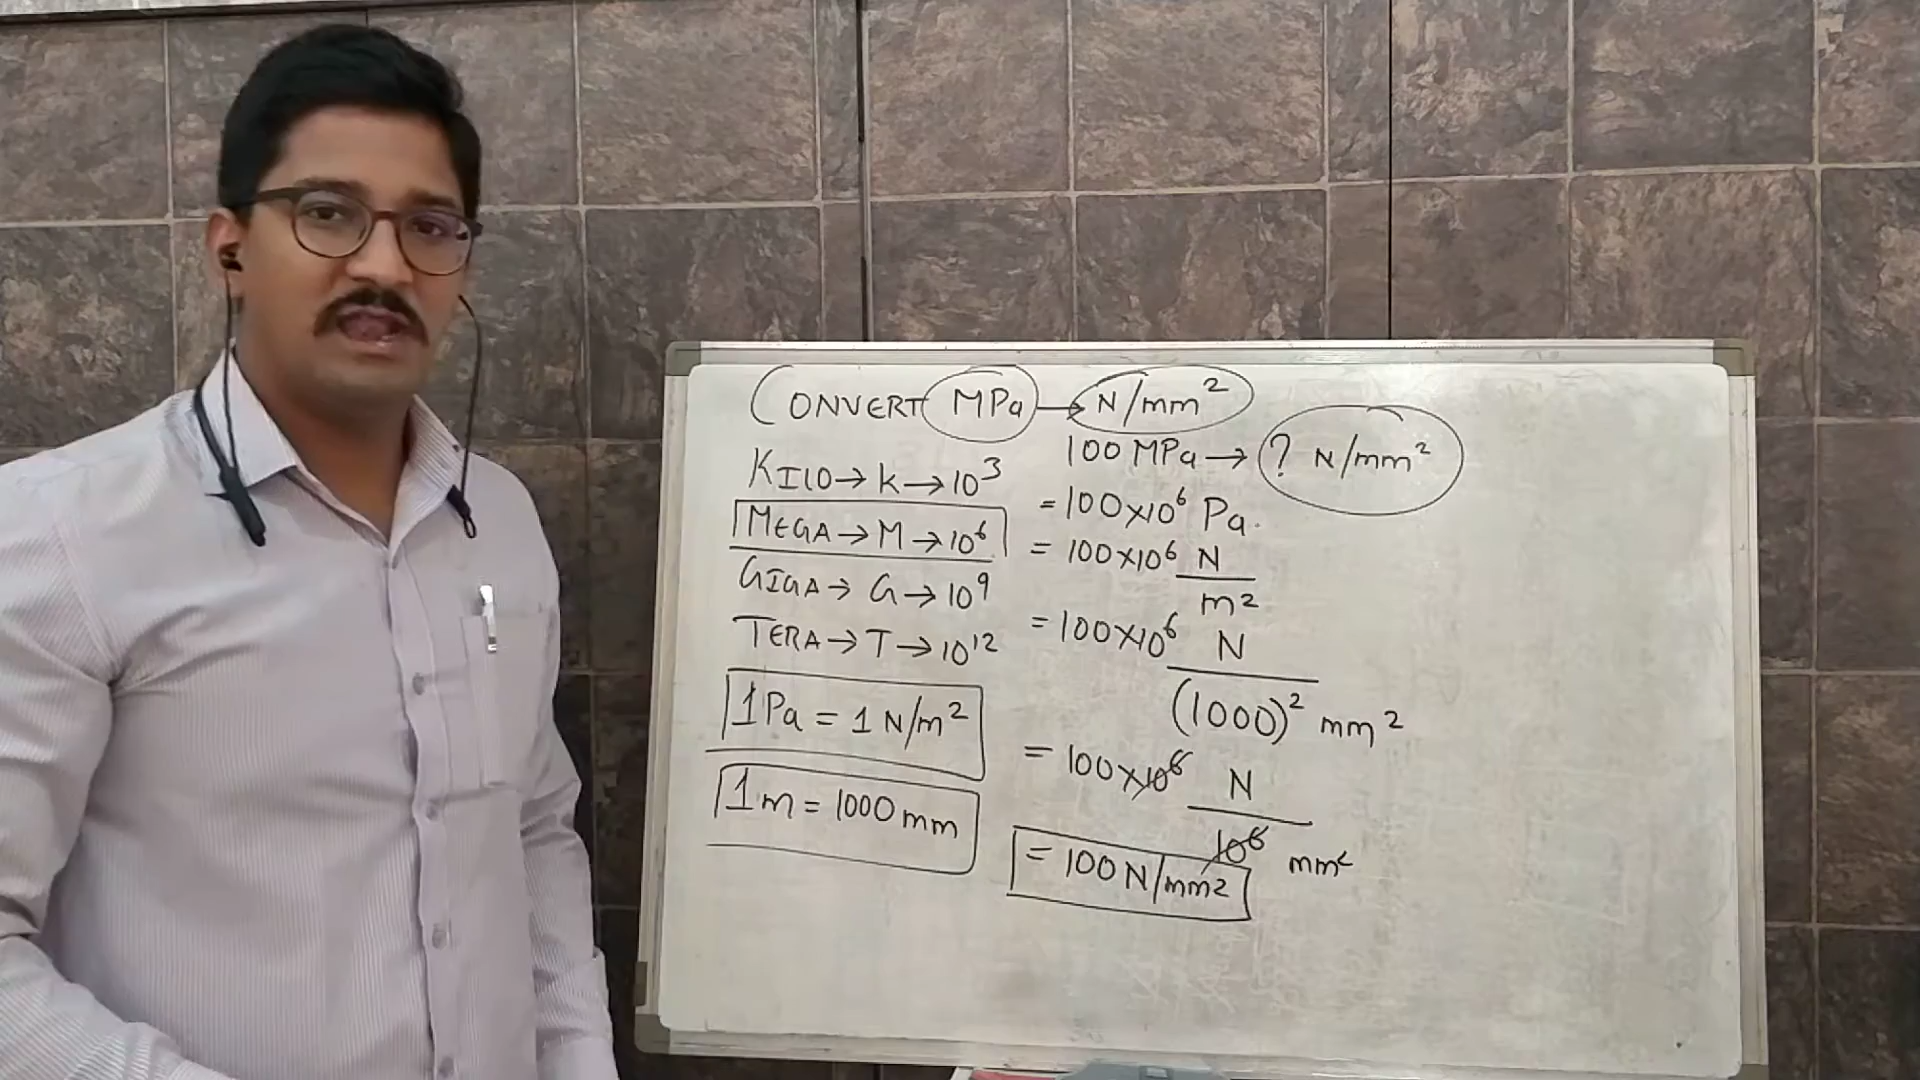 CONVERT MPa → N/mm²
KILO → K → 10³
MEGA → M → 10⁶
GIGA → G → 10⁹
TERA → T → 10¹²
1 Pa = 1 N/m²
1 m = 1000 mm
100 MPa → ? N/mm²
= 100×10⁶ Pa.
= 100×10⁶ N
m²
= 100×10⁶ N
(1000)² mm²
= 100×10⁶ N
10⁶ mm²
= 100 N/mm²